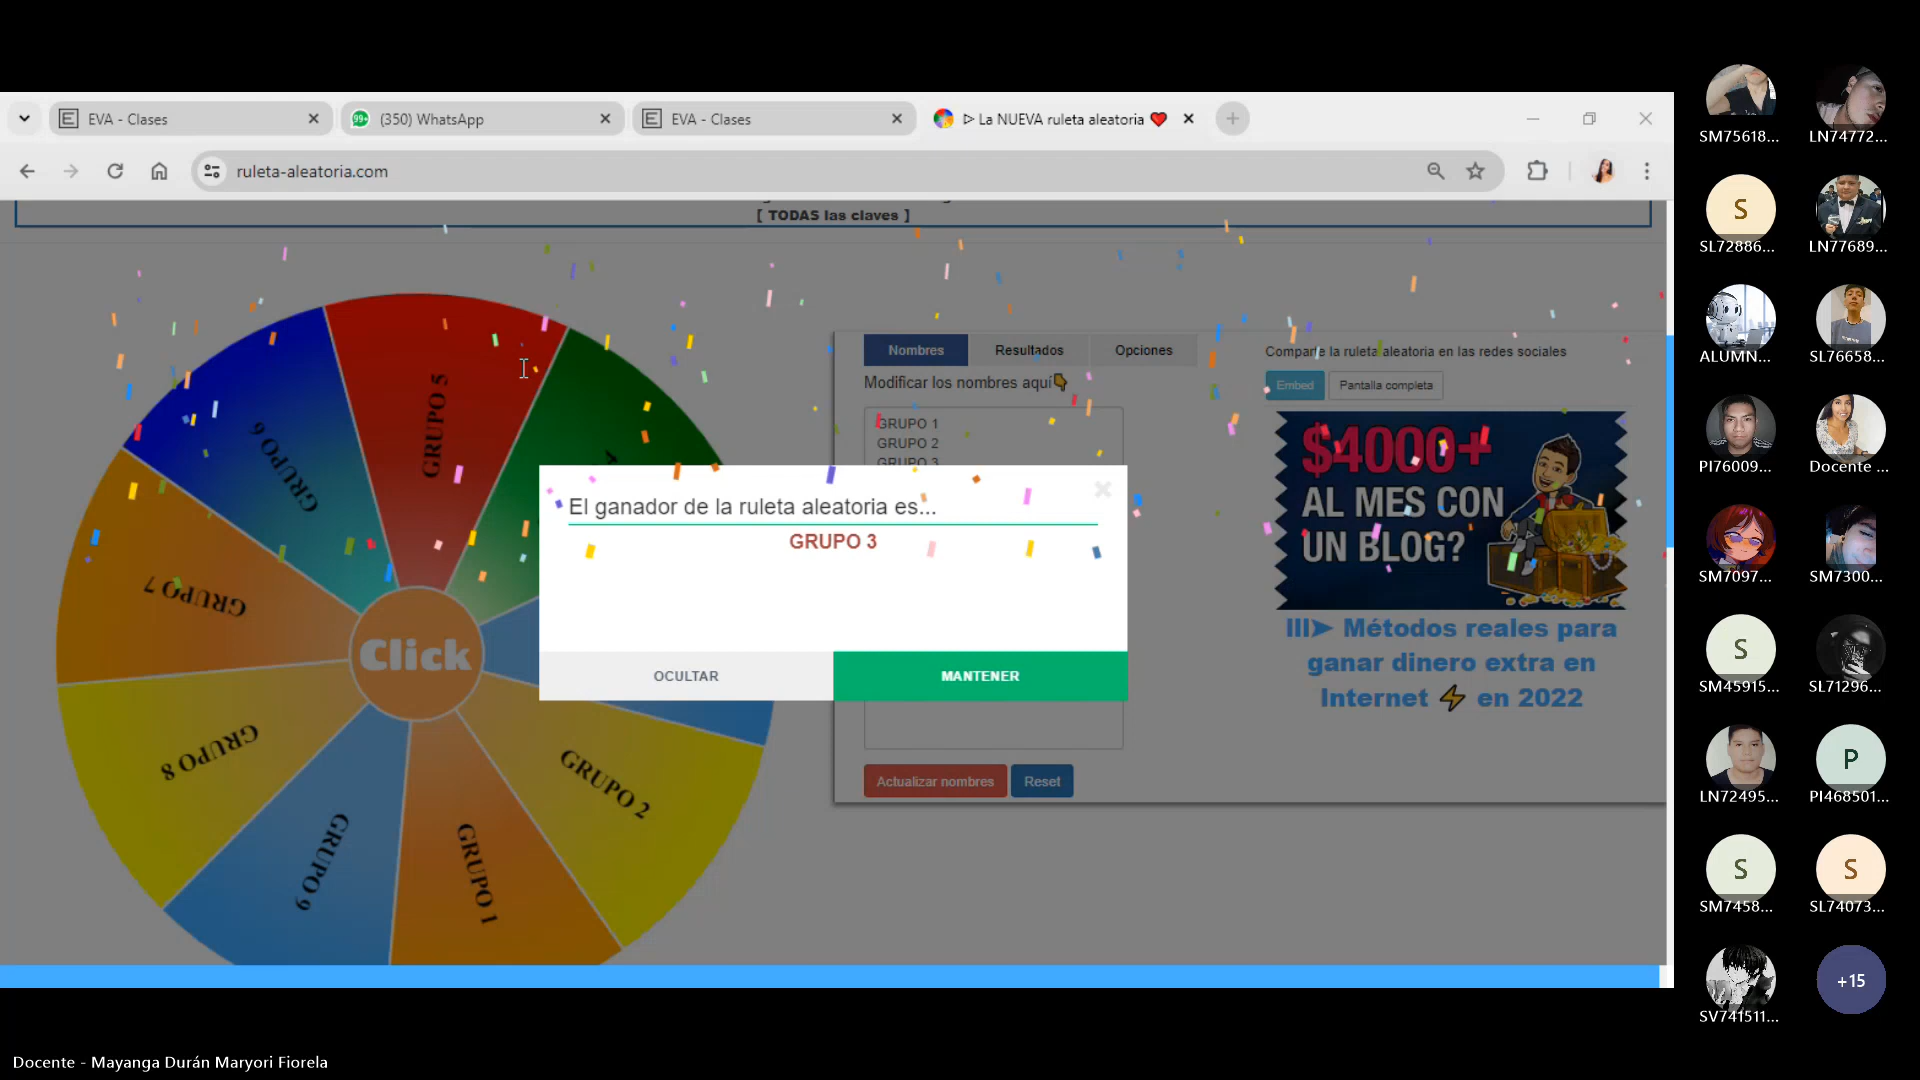 EVA - Clases
(350) WhatsApp
EVA - Clases
▷ La NUEVA ruleta aleatoria ❤️
ruleta-aleatoria.com
[ TODAS las claves ]
GRUPO 5
GRUPO 6
4
GRUPO 7
GRUPO 8
GRUPO 9
GRUPO 1
GRUPO 2
Click
Nombres
Resultados
Opciones
Modificar los nombres aquí👇
GRUPO 1
GRUPO 2
GRUPO 3
Actualizar nombres
Reset
El ganador de la ruleta aleatoria es...
GRUPO 3
OCULTAR
MANTENER
Comparte la ruleta aleatoria en las redes sociales
Embed
Pantalla completa
$4000+
AL MES CON
UN BLOG?
III➤ Métodos reales para
ganar dinero extra en
Internet ⚡ en 2022
SM75618...
LN74772...
S
SL72886...
LN77689...
ALUMN...
SL76658...
PI76009...
Docente ...
SM7097...
SM7300...
S
SM45915...
SL71296...
LN72495...
P
PI468501...
S
SM7458...
S
SL74073...
SV741511...
+15
Docente - Mayanga Durán Maryori Fiorela